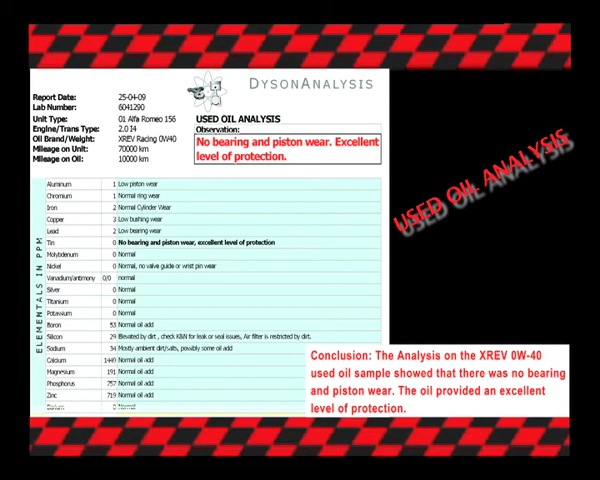 DYSONANALYSIS
Report Date: 25-04-09
Lab Number: 6041290
Unit Type: 01 Alfa Romeo 156
Engine/Trans Type: 2.0 I4
Oil Brand/Weight: XREV Racing 0W40
Mileage on Unit: 70000 km
Mileage on Oil: 10000 km
USED OIL ANALYSIS
Observation:
No bearing and piston wear. Excellent
level of protection.
USED OIL ANALYSIS
ELEMENTALS IN PPM
Aluminum 1 Low piston wear
Chromium 1 Normal ring wear
Iron 2 Normal Cylinder Wear
Copper 3 Low bushing wear
Lead 2 Low bearing wear
Tin 0 No bearing and piston wear, excellent level of protection
Molybdenum 0 Normal
Nickel 0 Normal, no valve guide or wrist pin wear
Vanadium/antimony 0/0 normal
Silver 0 Normal
Titanium 0 Normal
Potassium 0 Normal
Boron 53 Normal oil add
Silicon 29 Elevated by dirt , check K&N for leak or seal issues, Air filter is restricted by dirt.
Sodium 34 Mostly ambient dirt/salts, possibly some oil add
Calcium 1449 Normal oil add
Magnesium 191 Normal oil add
Phosphorus 757 Normal oil add
Zinc 719 Normal oil add
Barium 0 Normal
Conclusion: The Analysis on the XREV 0W-40
used oil sample showed that there was no bearing
and piston wear. The oil provided an excellent
level of protection.